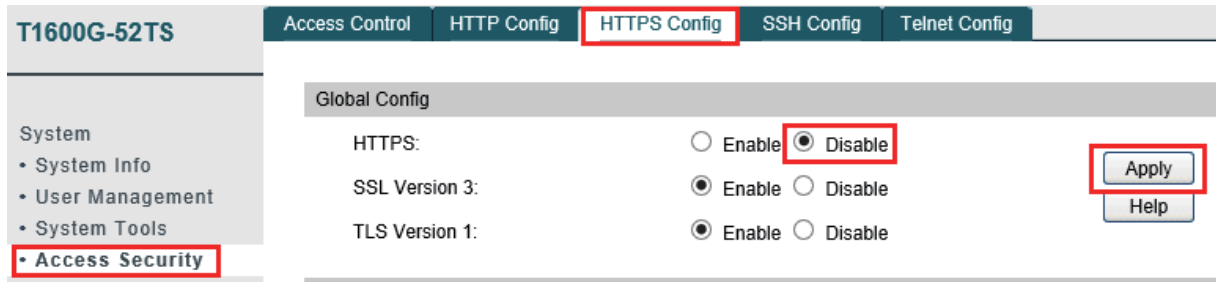 T1600G-52TS
Access Control HTTP Config HTTPS Config SSH Config Telnet Config
System
• System Info
• User Management
• System Tools
• Access Security
Global Config
HTTPS: Enable Disable
SSL Version 3: Enable Disable
TLS Version 1: Enable Disable
Apply
Help